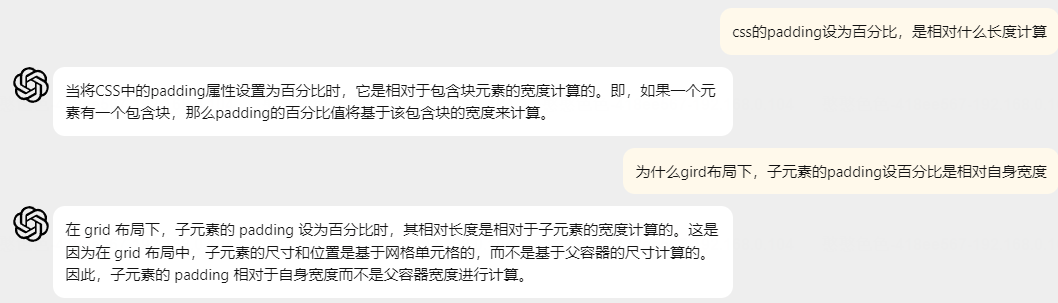 css的padding设为百分比，是相对什么长度计算
当将CSS中的padding属性设置为百分比时，它是相对于包含块元素的宽度计算的。即，如果一个元
素有一个包含块，那么padding的百分比值将基于该包含块的宽度来计算。
为什么gird布局下，子元素的padding设百分比是相对自身宽度
在 grid 布局下，子元素的 padding 设为百分比时，其相对长度是相对于子元素的宽度计算的。这是
因为在 grid 布局中，子元素的尺寸和位置是基于网格单元格的，而不是基于父容器的尺寸计算的。
因此，子元素的 padding 相对于自身宽度而不是父容器宽度进行计算。